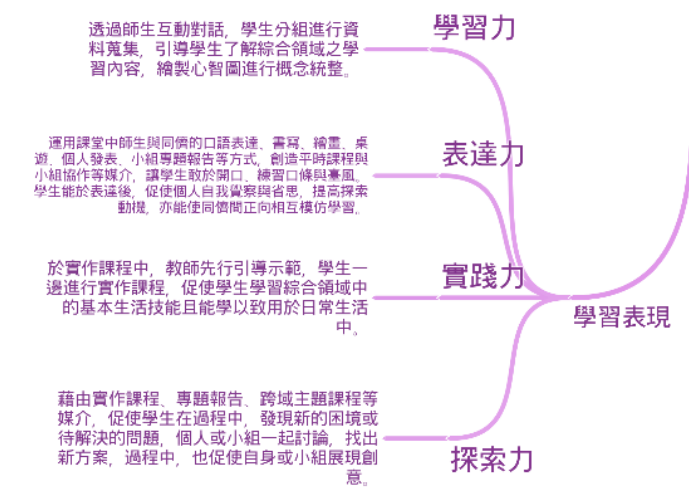 學習力
透過師生互動對話，學生分組進行資
料蒐集，引導學生了解綜合領域之學
習內容，繪製心智圖進行概念統整。
表達力
運用課堂中師生與同儕的口語表達、書寫、繪畫、桌
遊、個人發表、小組專題報告等方式，創造平時課程與
小組協作等媒介，讓學生敢於開口、練習口條與臺風。
學生能於表達後，促使個人自我覺察與省思，提高探索
動機，亦能使同儕間正向相互模仿學習。
實踐力
於實作課程中，教師先行引導示範，學生一
邊進行實作課程，促使學生學習綜合領域中
的基本生活技能且能學以致用於日常生活
中。
學習表現
探索力
藉由實作課程、專題報告、跨域主題課程等
媒介，促使學生在過程中，發現新的困境或
待解決的問題，個人或小組一起討論，找出
新方案，過程中，也促使自身或小組展現創
意。